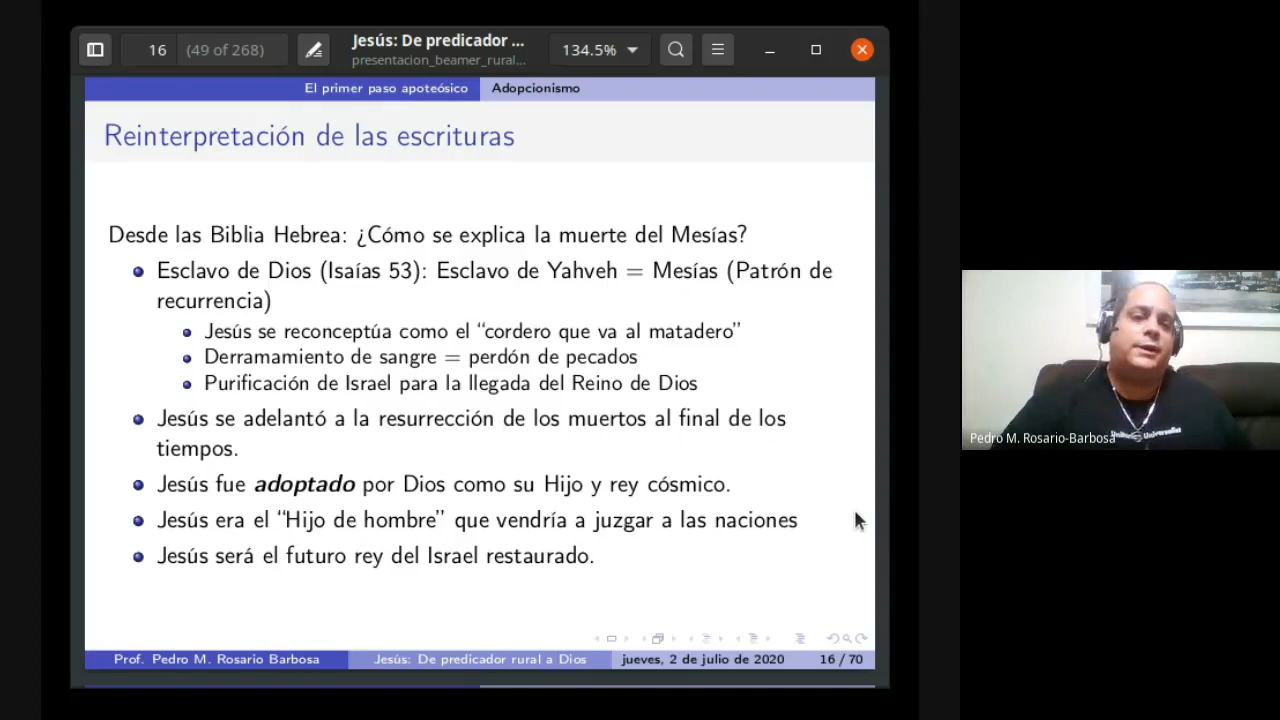 16 (49 of 268)
Jesús: De predicador ...
presentacion_beamer_rural...
134.5%
El primer paso apoteósico Adopcionismo
Reinterpretación de las escrituras
Desde las Biblia Hebrea: ¿Cómo se explica la muerte del Mesías?
Esclavo de Dios (Isaías 53): Esclavo de Yahveh = Mesías (Patrón de
recurrencia)
Jesús se reconceptúa como el “cordero que va al matadero”
Derramamiento de sangre = perdón de pecados
Purificación de Israel para la llegada del Reino de Dios
Jesús se adelantó a la resurrección de los muertos al final de los
tiempos.
Jesús fue adoptado por Dios como su Hijo y rey cósmico.
Jesús era el “Hijo de hombre” que vendría a juzgar a las naciones
Jesús será el futuro rey del Israel restaurado.
Prof. Pedro M. Rosario Barbosa Jesús: De predicador rural a Dios jueves, 2 de julio de 2020 16 / 70
Pedro M. Rosario-Barbosa